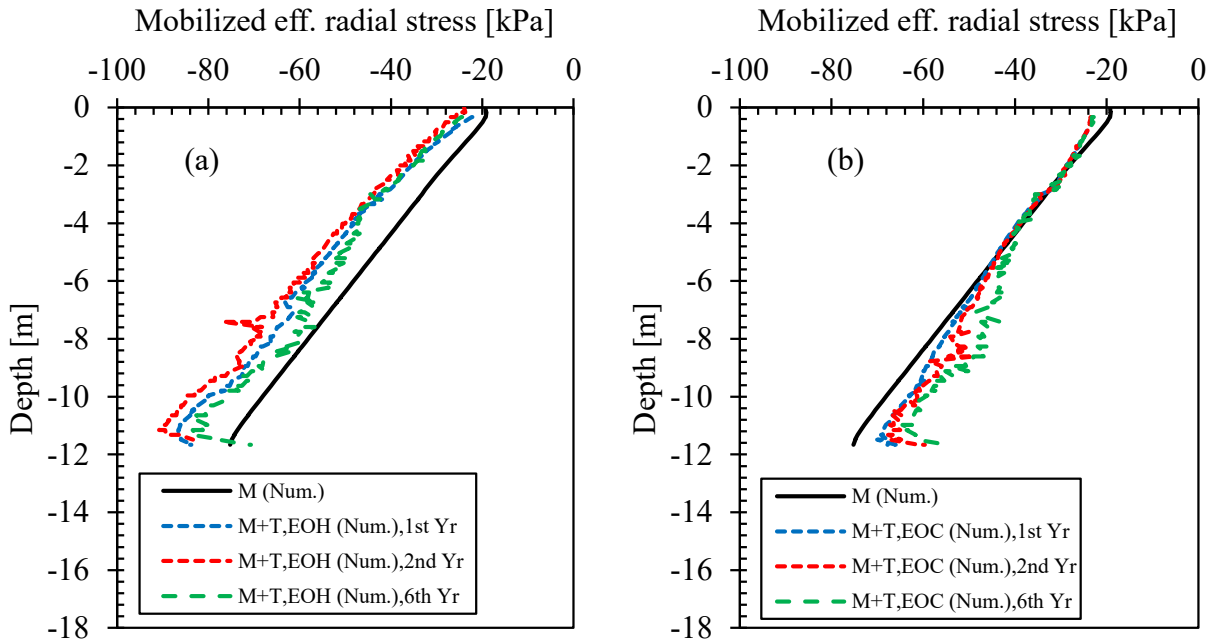 Mobilized eff. radial stress [kPa]
-100 -80 -60 -40 -20 0
0
-2
-4
-6
-8
-10
-12
-14
-16
-18
Depth [m]
(a)
M (Num.)
M+T,EOH (Num.),1st Yr
M+T,EOH (Num.),2nd Yr
M+T,EOH (Num.),6th Yr
Mobilized eff. radial stress [kPa]
-100 -80 -60 -40 -20 0
0
-2
-4
-6
-8
-10
-12
-14
-16
-18
Depth [m]
(b)
M (Num.)
M+T,EOC (Num.),1st Yr
M+T,EOC (Num.),2nd Yr
M+T,EOC (Num.),6th Yr